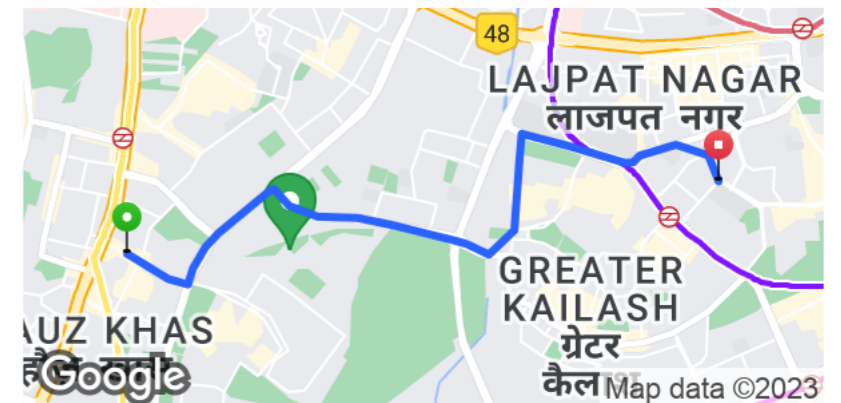 48
LAJPAT NAGAR
लाजपत नगर
GREATER
KAILASH
ग्रेटर
कैल
AUZ KHAS
Google
Map data ©2023